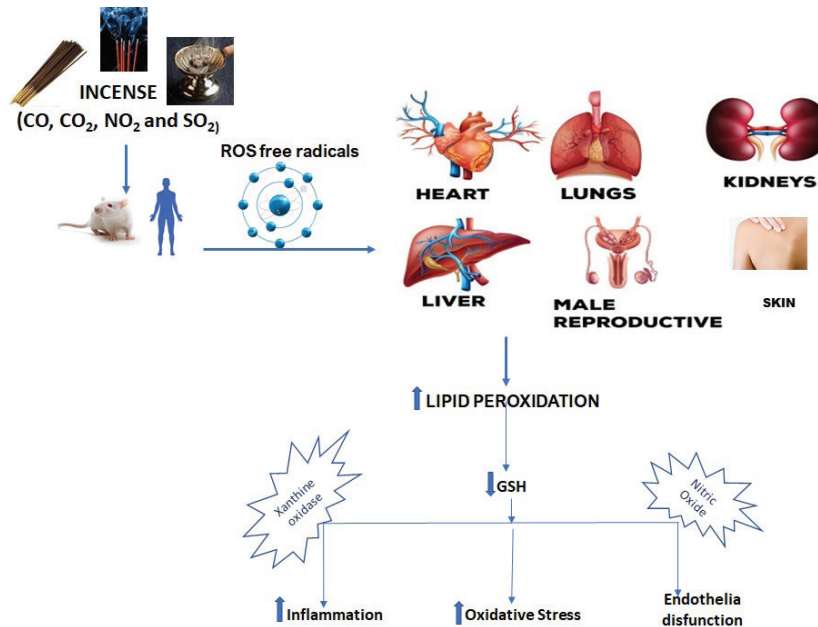 INCENSE
(CO, CO₂, NO₂ and SO₂)
ROS free radicals
HEART
LUNGS
KIDNEYS
LIVER
MALE
REPRODUCTIVE
SKIN
LIPID PEROXIDATION
Xanthine
oxidase
GSH
Nitric
Oxide
Inflammation
Oxidative Stress
Endothelia
disfunction